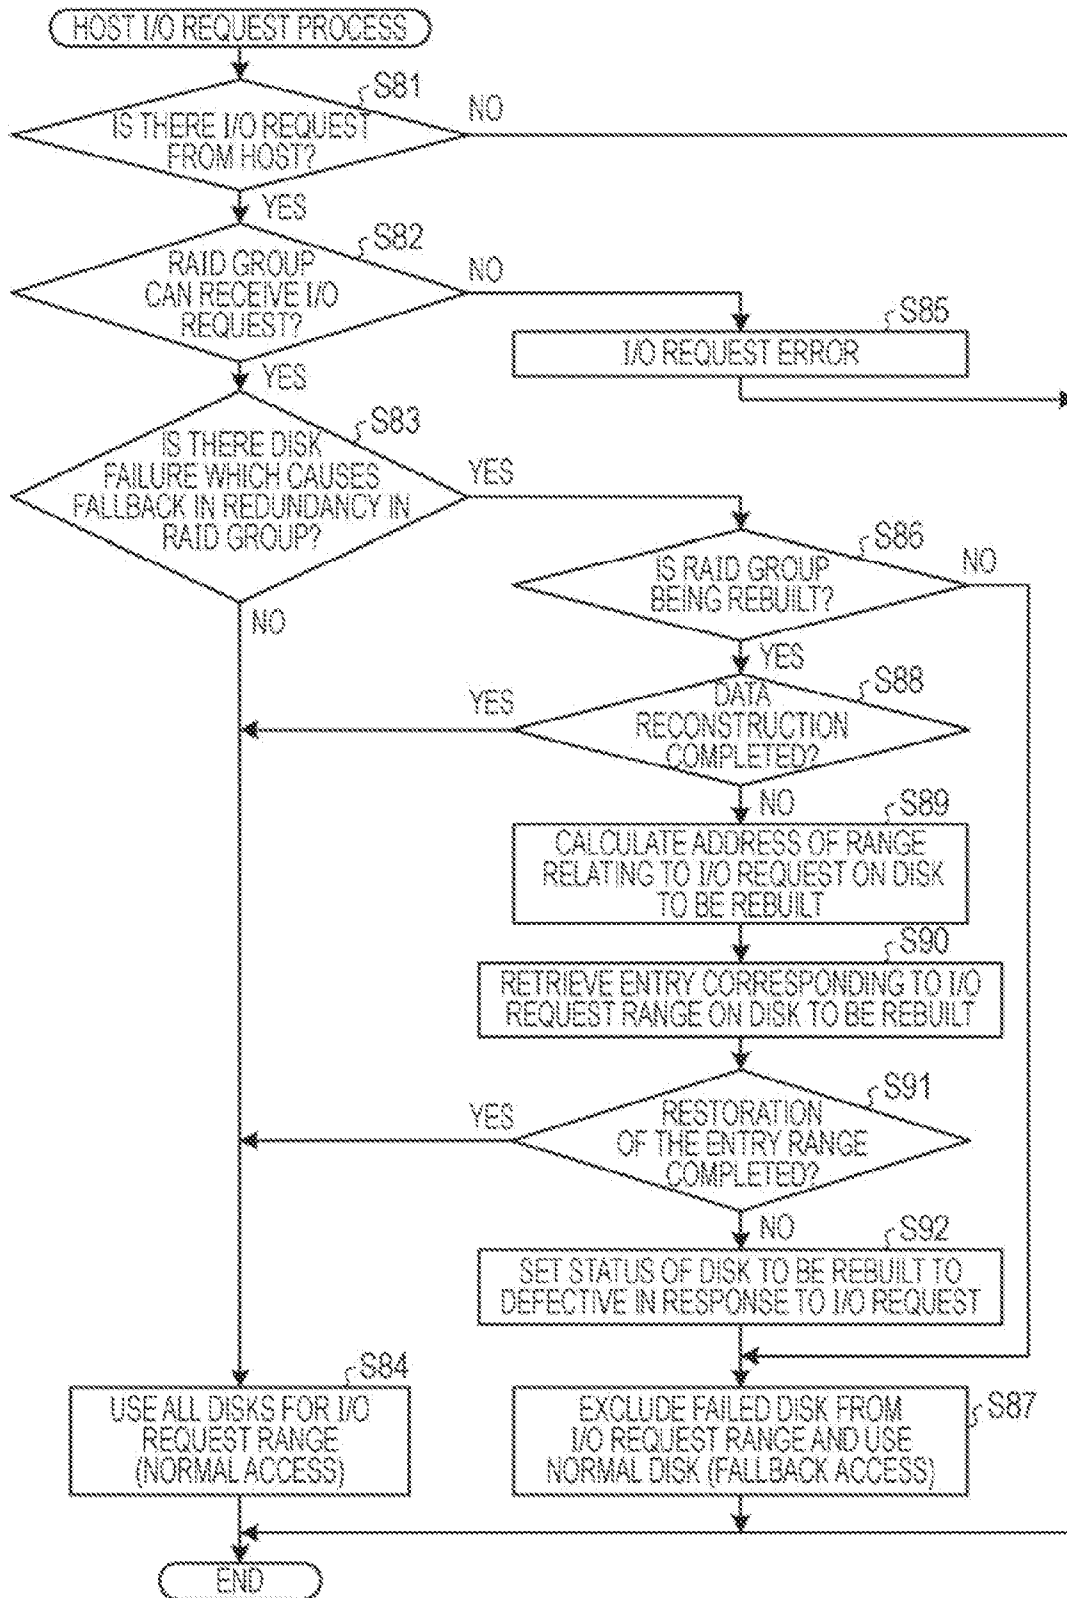 HOST I/O REQUEST PROCESS
S81
NO
IS THERE I/O REQUEST
FROM HOST?
YES
S82
NO
RAID GROUP
CAN RECEIVE I/O
REQUEST?
S85
I/O REQUEST ERROR
YES
S83
YES
IS THERE DISK
FAILURE WHICH CAUSES
FALLBACK IN REDUNDANCY IN
RAID GROUP?
NO
S86
NO
IS RAID GROUP
BEING REBUILT?
YES
S88
YES
DATA
RECONSTRUCTION
COMPLETED?
NO
S89
CALCULATE ADDRESS OF RANGE
RELATING TO I/O REQUEST ON DISK
TO BE REBUILT
S90
RETRIEVE ENTRY CORRESPONDING TO I/O
REQUEST RANGE ON DISK TO BE REBUILT
S91
YES
RESTORATION
OF THE ENTRY RANGE
COMPLETED?
NO
S92
SET STATUS OF DISK TO BE REBUILT TO
DEFECTIVE IN RESPONSE TO I/O REQUEST
S84
USE ALL DISKS FOR I/O
REQUEST RANGE
(NORMAL ACCESS)
S87
EXCLUDE FAILED DISK FROM
I/O REQUEST RANGE AND USE
NORMAL DISK (FALLBACK ACCESS)
END